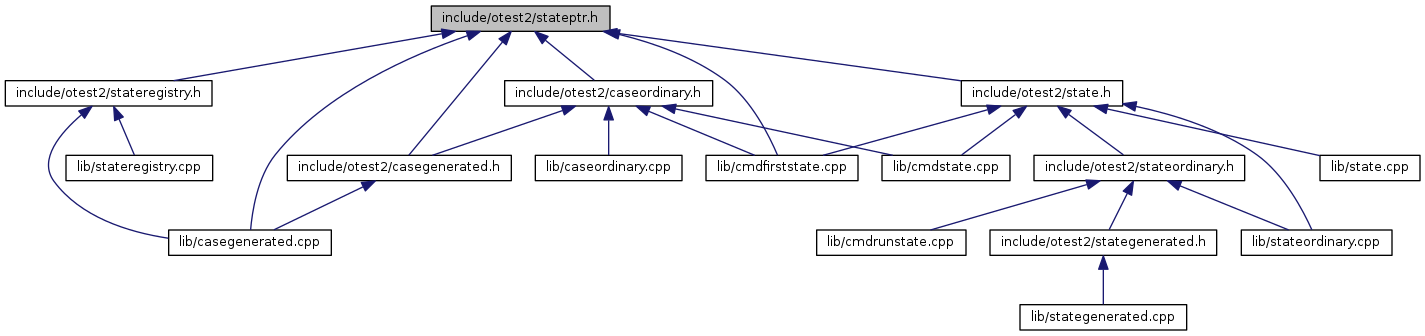 include/otest2/stateptr.h
include/otest2/stateregistry.h
include/otest2/caseordinary.h
include/otest2/state.h
lib/stateregistry.cpp
include/otest2/casegenerated.h
lib/caseordinary.cpp
lib/cmdfirststate.cpp
lib/cmdstate.cpp
include/otest2/stateordinary.h
lib/state.cpp
lib/casegenerated.cpp
lib/cmdrunstate.cpp
include/otest2/stategenerated.h
lib/stateordinary.cpp
lib/stategenerated.cpp